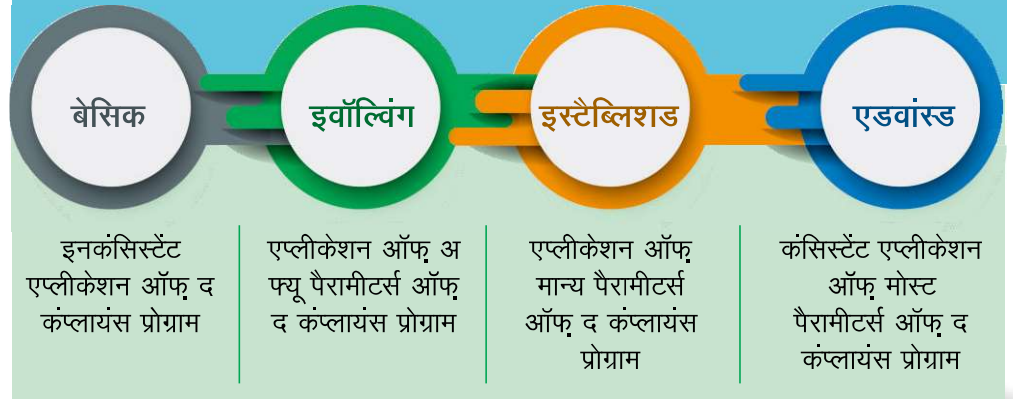 बेसिक
इवॉल्विंग
इस्टैब्लिशड
एडवांस्ड
इनकंसिस्टेंट
एप्लीकेशन ऑफ़ द
कंप्लायंस प्रोग्राम
एप्लीकेशन ऑफ़ अ
फ्यू पैरामीटर्स ऑफ़
द कंप्लायंस प्रोग्राम
एप्लीकेशन ऑफ़
मान्य पैरामीटर्स
ऑफ़ द कंप्लायंस
प्रोग्राम
कंसिस्टेंट एप्लीकेशन
ऑफ़ मोस्ट
पैरामीटर्स ऑफ़ द
कंप्लायंस प्रोग्राम